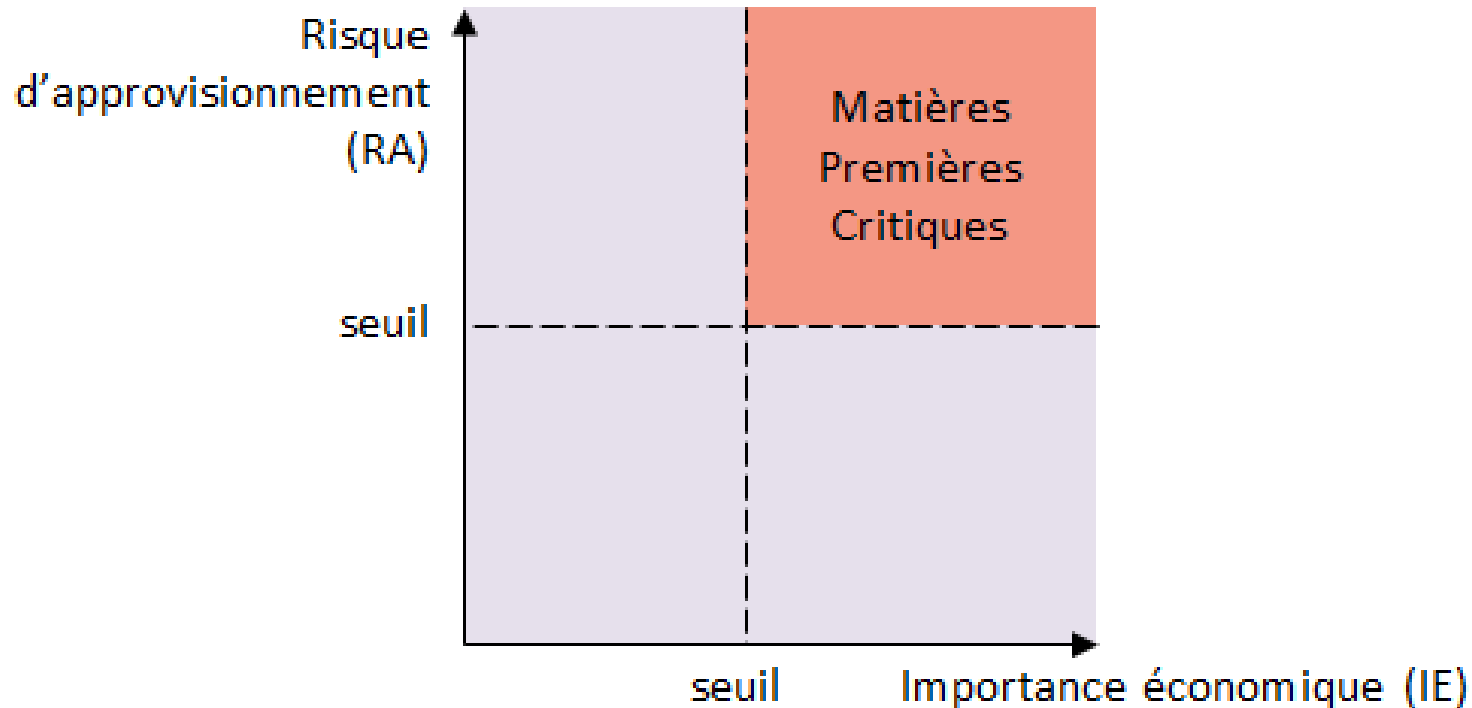 Risque
d’approvisionnement
(RA)
Matières
Premières
Critiques
seuil
seuil
Importance économique (IE)